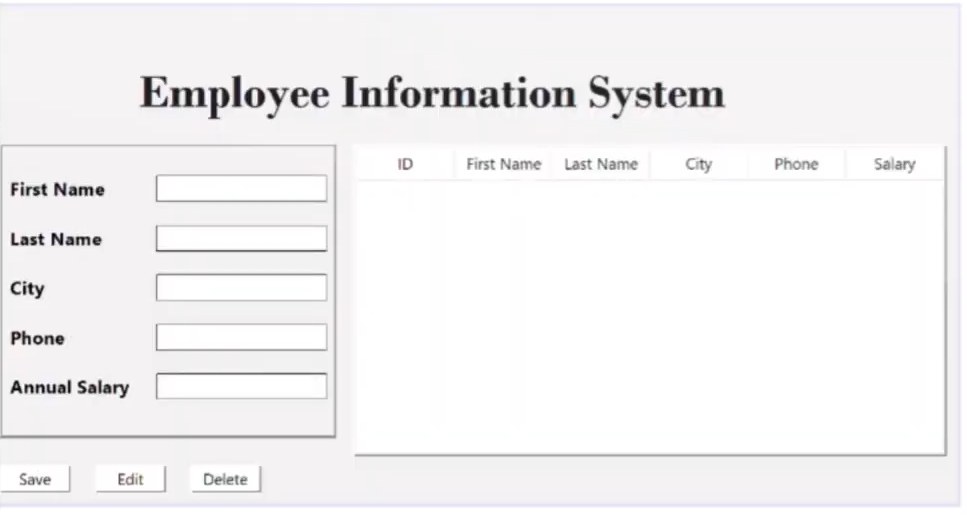 Employee Information System
First Name
Last Name
City
Phone
Annual Salary
ID First Name Last Name City Phone Salary
Save Edit Delete